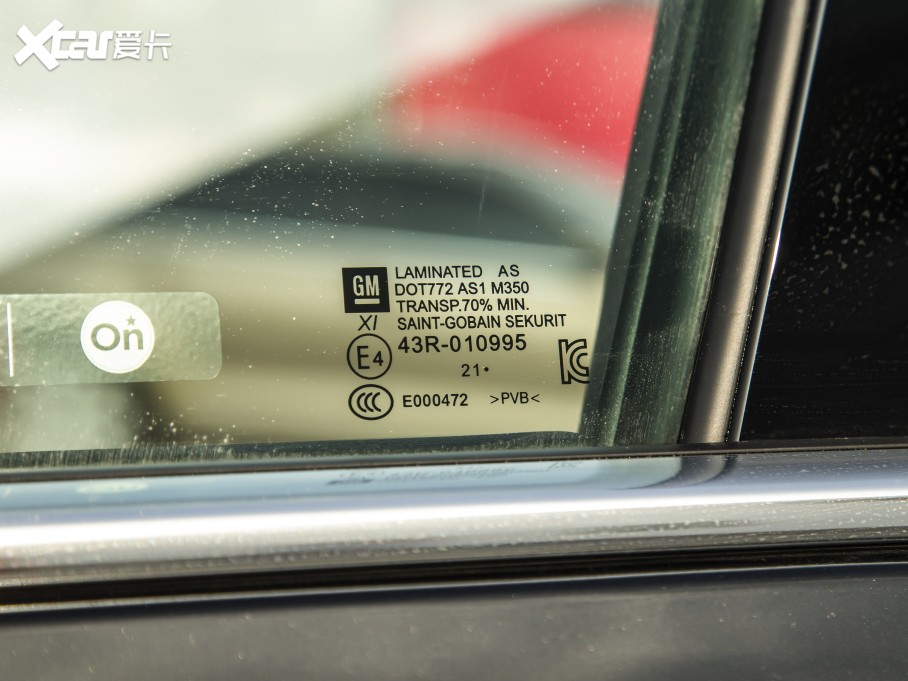 Xcar爱卡
GM
LAMINATED AS
DOT772 AS1 M350
TRANSP.70% MIN.
XI
SAINT-GOBAIN SEKURIT
E4
43R-010995
21•
KC
CCC
E000472 >PVB<
On